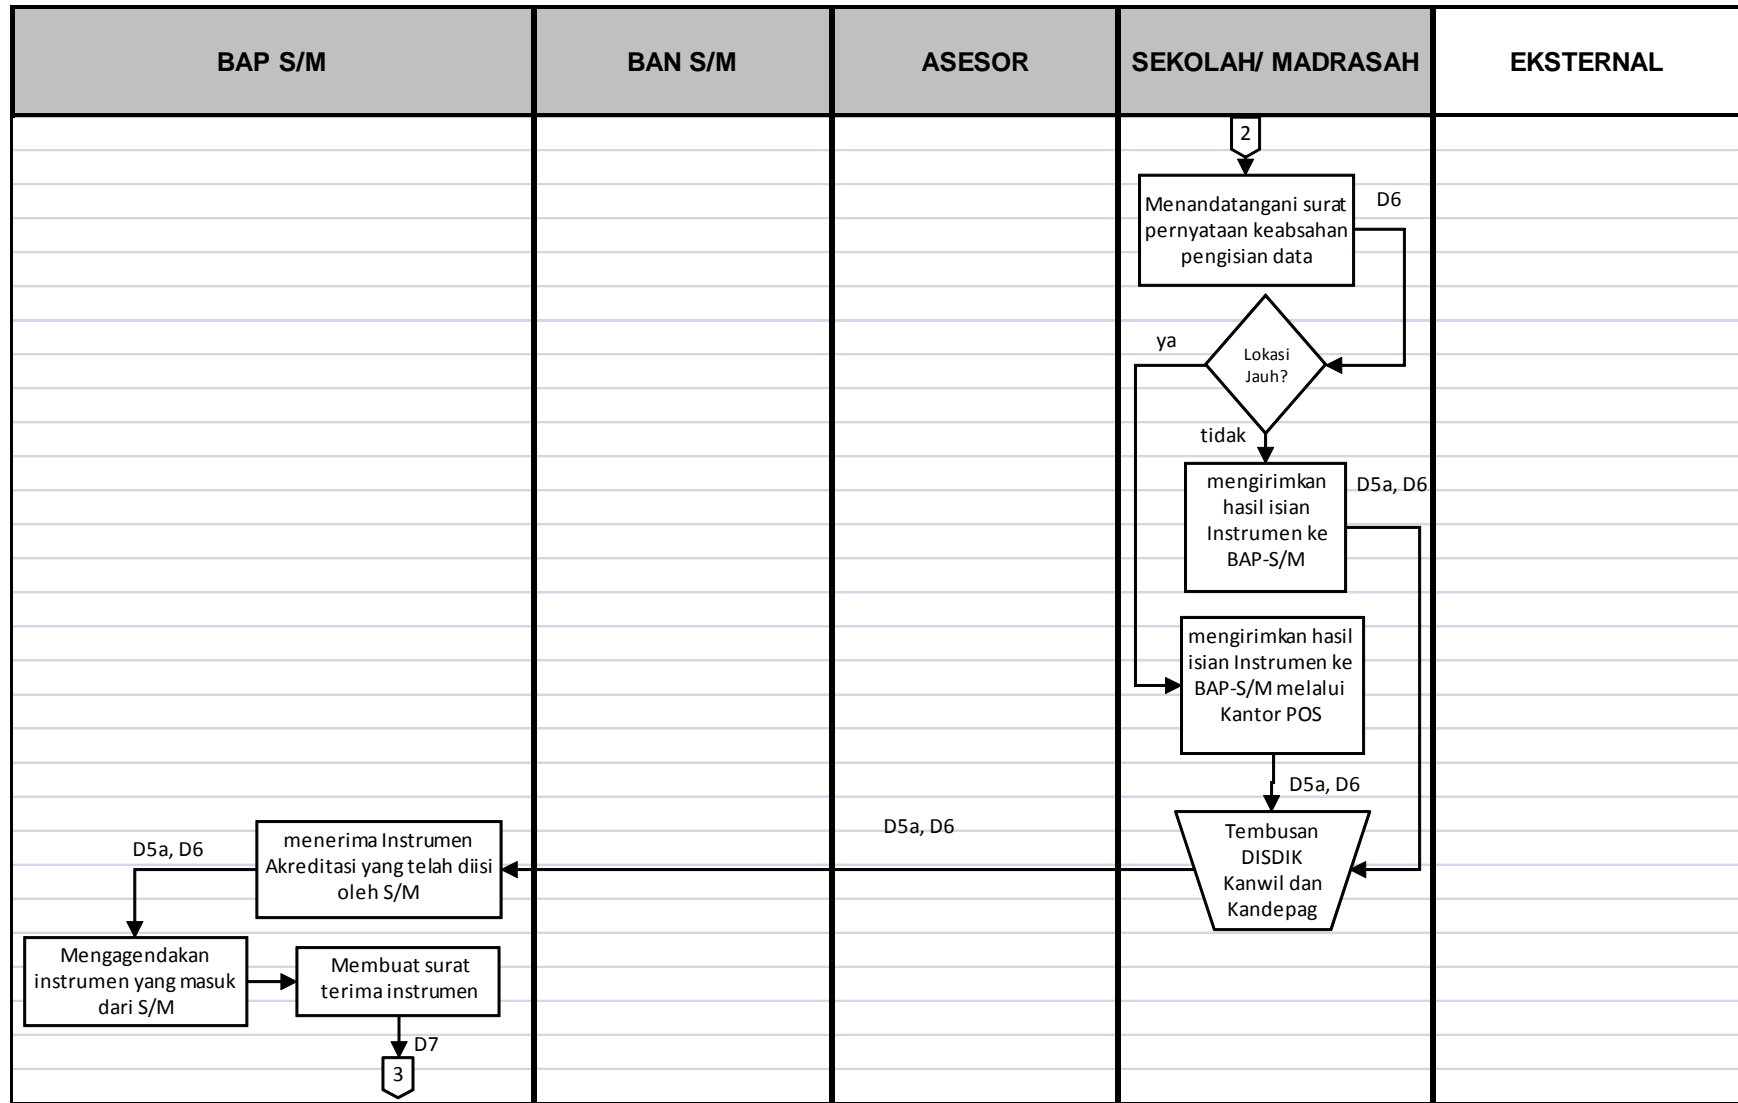 BAP S/M
BAN S/M
ASESOR
SEKOLAH/ MADRASAH
EKSTERNAL
2
Menandatangani surat
pernyataan keabsahan
pengisian data
D6
Lokasi
Jauh?
ya
tidak
mengirimkan
hasil isian
Instrumen ke
BAP-S/M
D5a, D6
mengirimkan hasil
isian Instrumen ke
BAP-S/M melalui
Kantor POS
D5a, D6
Tembusan
DISDIK
Kanwil dan
Kandepag
D5a, D6
menerima Instrumen
Akreditasi yang telah diisi
oleh S/M
D5a, D6
Mengagendakan
instrumen yang masuk
dari S/M
Membuat surat
terima instrumen
D7
3